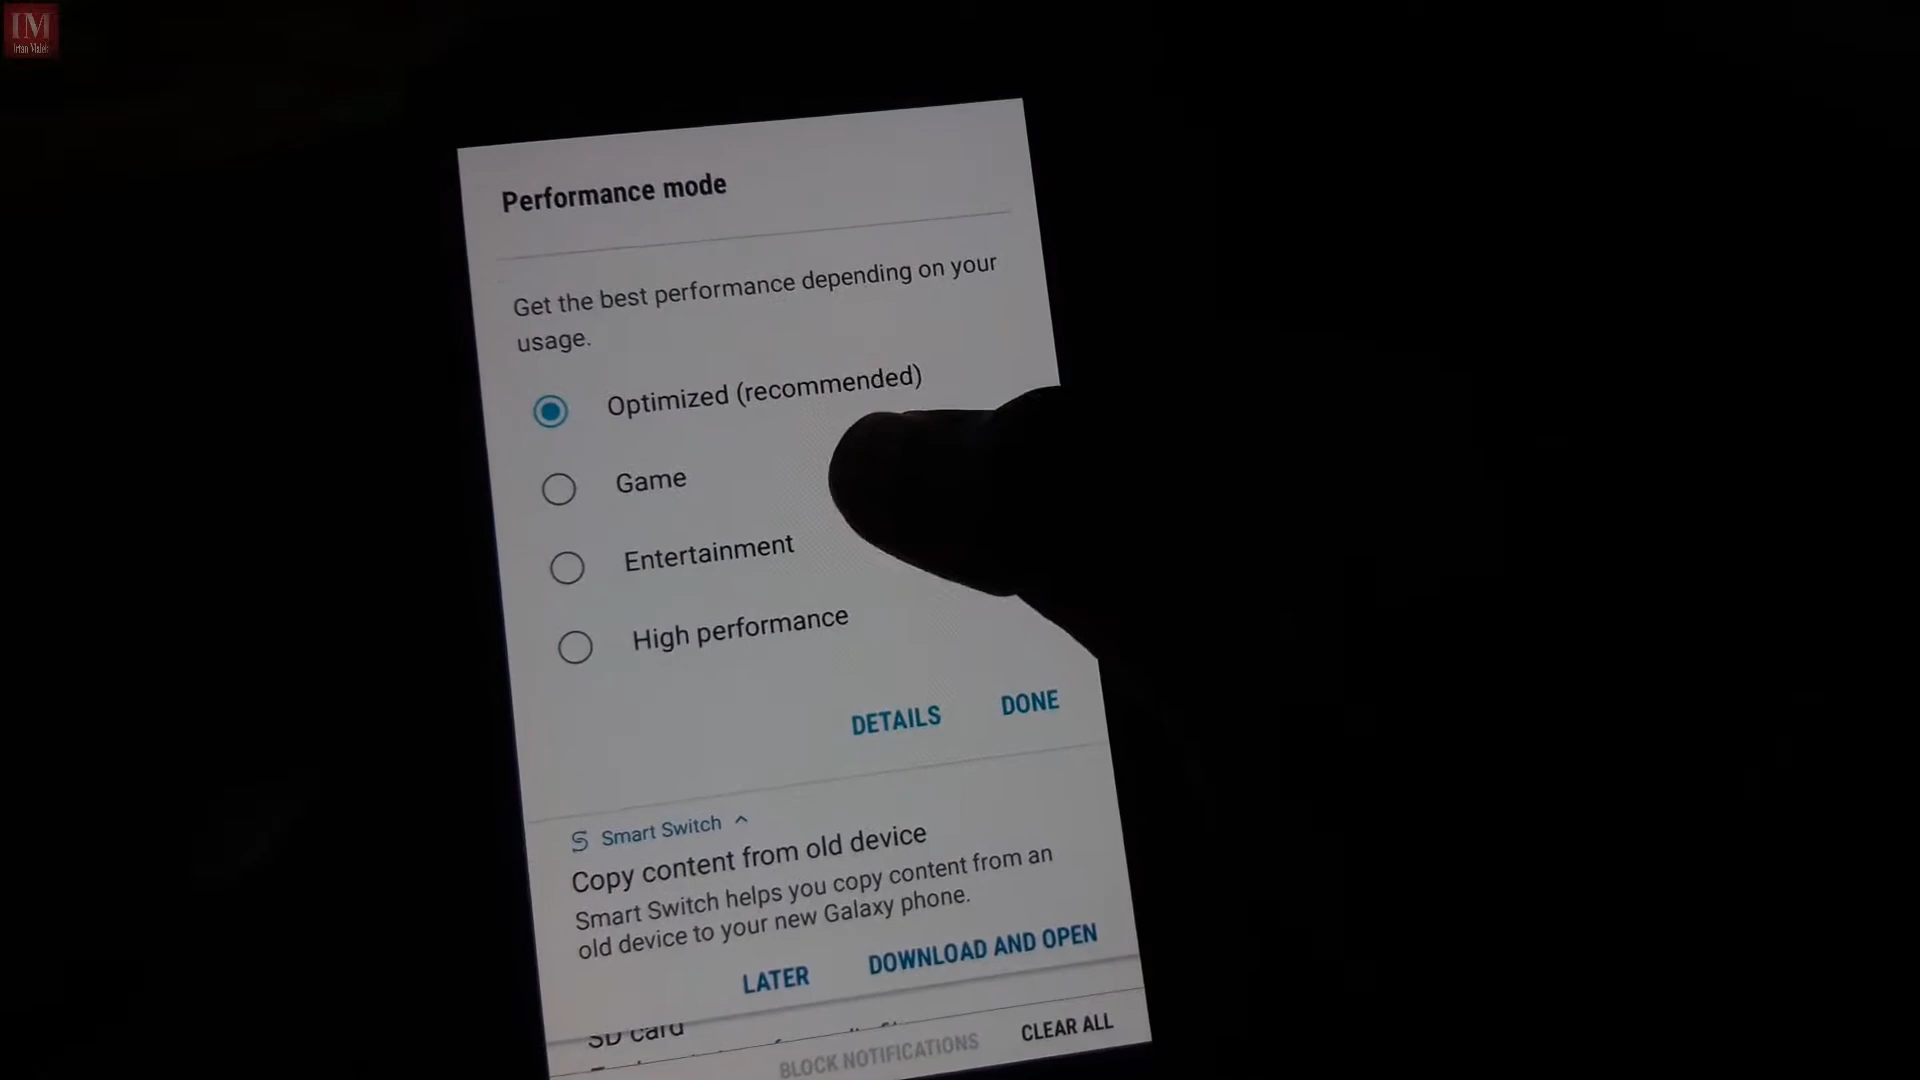 IM
Irfan Malek
Performance mode
Get the best performance depending on your
usage.
Optimized (recommended)
Game
Entertainment
High performance
DETAILS DONE
Smart Switch
Copy content from old device
Smart Switch helps you copy content from an
old device to your new Galaxy phone.
LATER DOWNLOAD AND OPEN
SD card
BLOCK NOTIFICATIONS CLEAR ALL